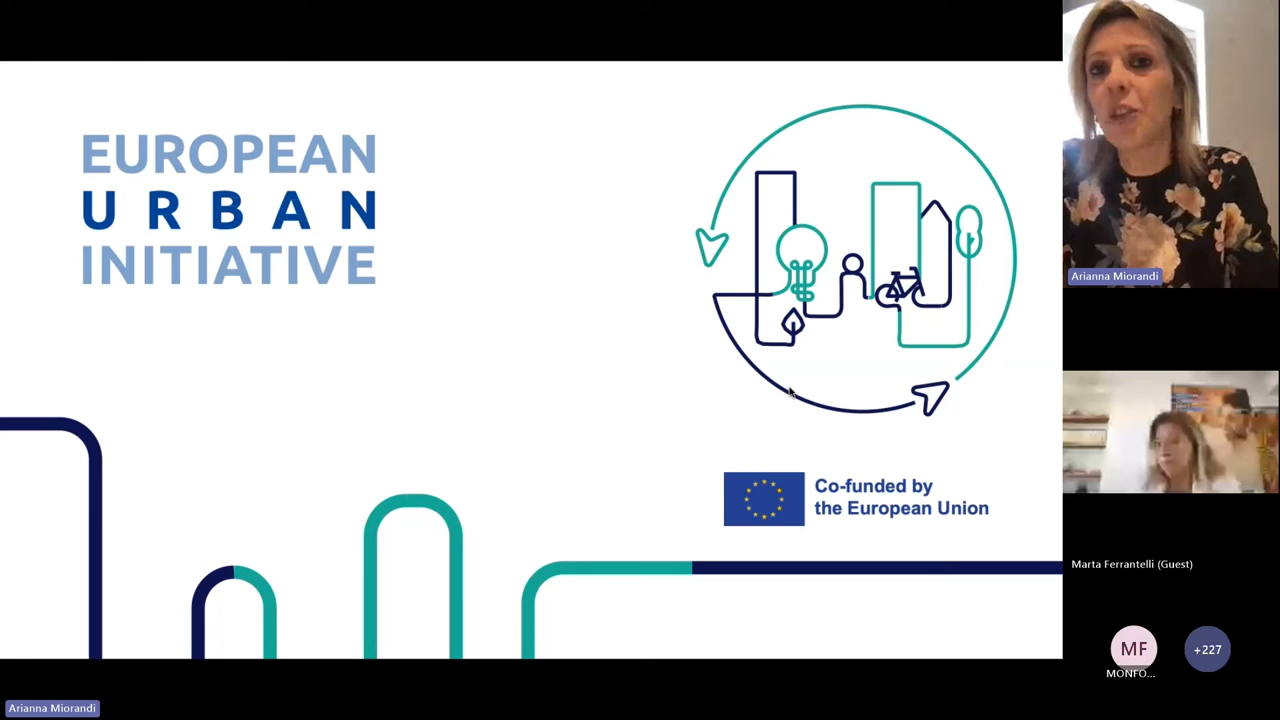 EUROPEAN
URBAN
INITIATIVE
Co-funded by
the European Union
Arianna Miorandi
Marta Ferrantelli (Guest)
MF
+227
MONFO...
Arianna Miorandi